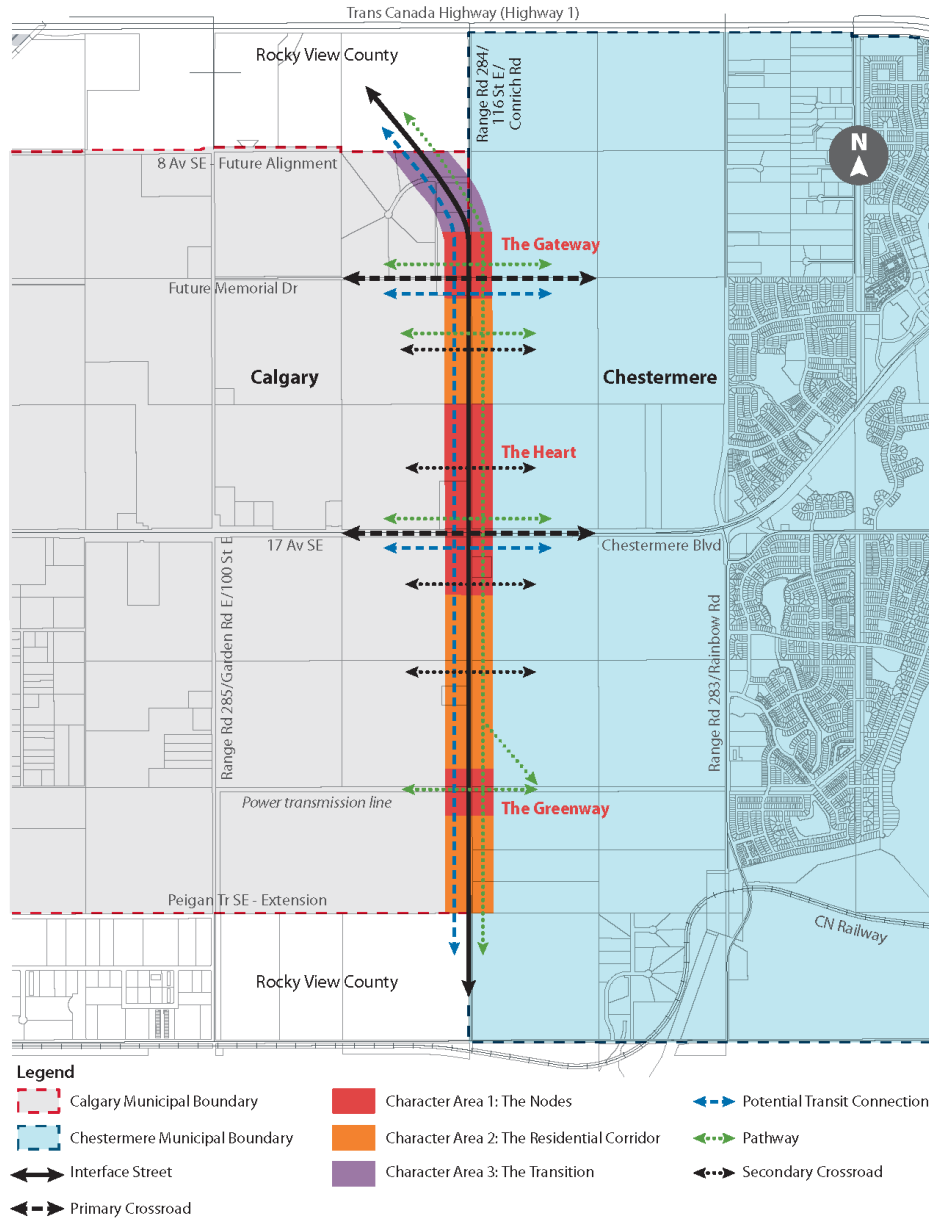 Trans Canada Highway (Highway 1)
Rocky View County
Range Rd 284/
116 St E/
Conrich Rd
N
8 Av SE - Future Alignment
The Gateway
Future Memorial Dr
Calgary
Chestermere
The Heart
17 Av SE
Chestermere Blvd
Range Rd 285/Garden Rd E/100 St E
Range Rd 283/Rainbow Rd
Power transmission line
The Greenway
Peigan Tr SE - Extension
CN Railway
Rocky View County
Legend
Calgary Municipal Boundary
Chestermere Municipal Boundary
Interface Street
Primary Crossroad
Character Area 1: The Nodes
Character Area 2: The Residential Corridor
Character Area 3: The Transition
Potential Transit Connection
Pathway
Secondary Crossroad